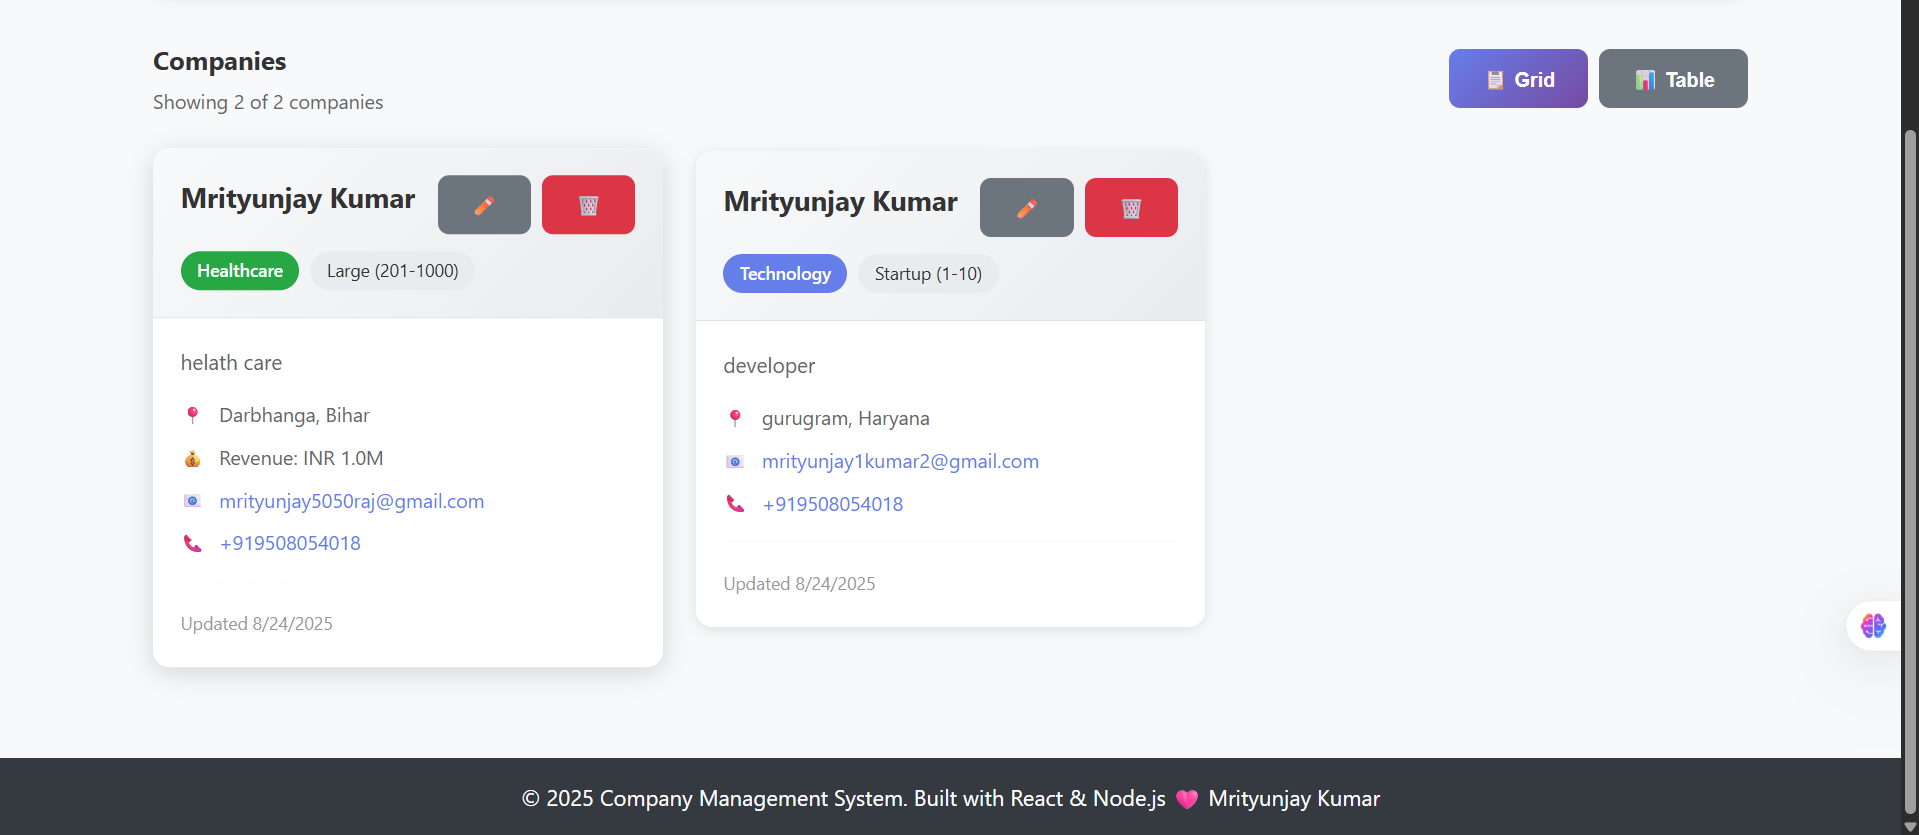 Companies
Showing 2 of 2 companies
Grid
Table
Mrityunjay Kumar
Healthcare
Large (201-1000)
helath care
Darbhanga, Bihar
Revenue: INR 1.0M
mrityunjay5050raj@gmail.com
+919508054018
Updated 8/24/2025
Mrityunjay Kumar
Technology
Startup (1-10)
developer
gurugram, Haryana
mrityunjay1kumar2@gmail.com
+919508054018
Updated 8/24/2025
© 2025 Company Management System. Built with React & Node.js 💗 Mrityunjay Kumar